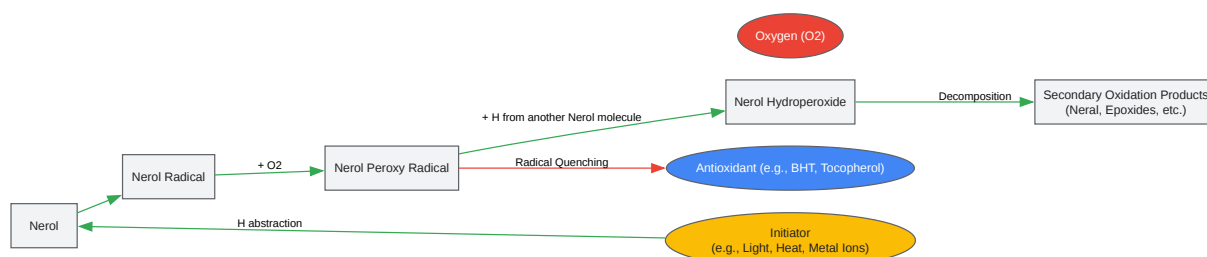 Oxygen (O2)
Nerol Hydroperoxide
Decomposition
Secondary Oxidation Products
(Neral, Epoxides, etc.)
+ H from another Nerol molecule
Nerol Radical
+ O2
Nerol Peroxy Radical
Radical Quenching
Antioxidant (e.g., BHT, Tocopherol)
Nerol
H abstraction
Initiator
(e.g., Light, Heat, Metal Ions)